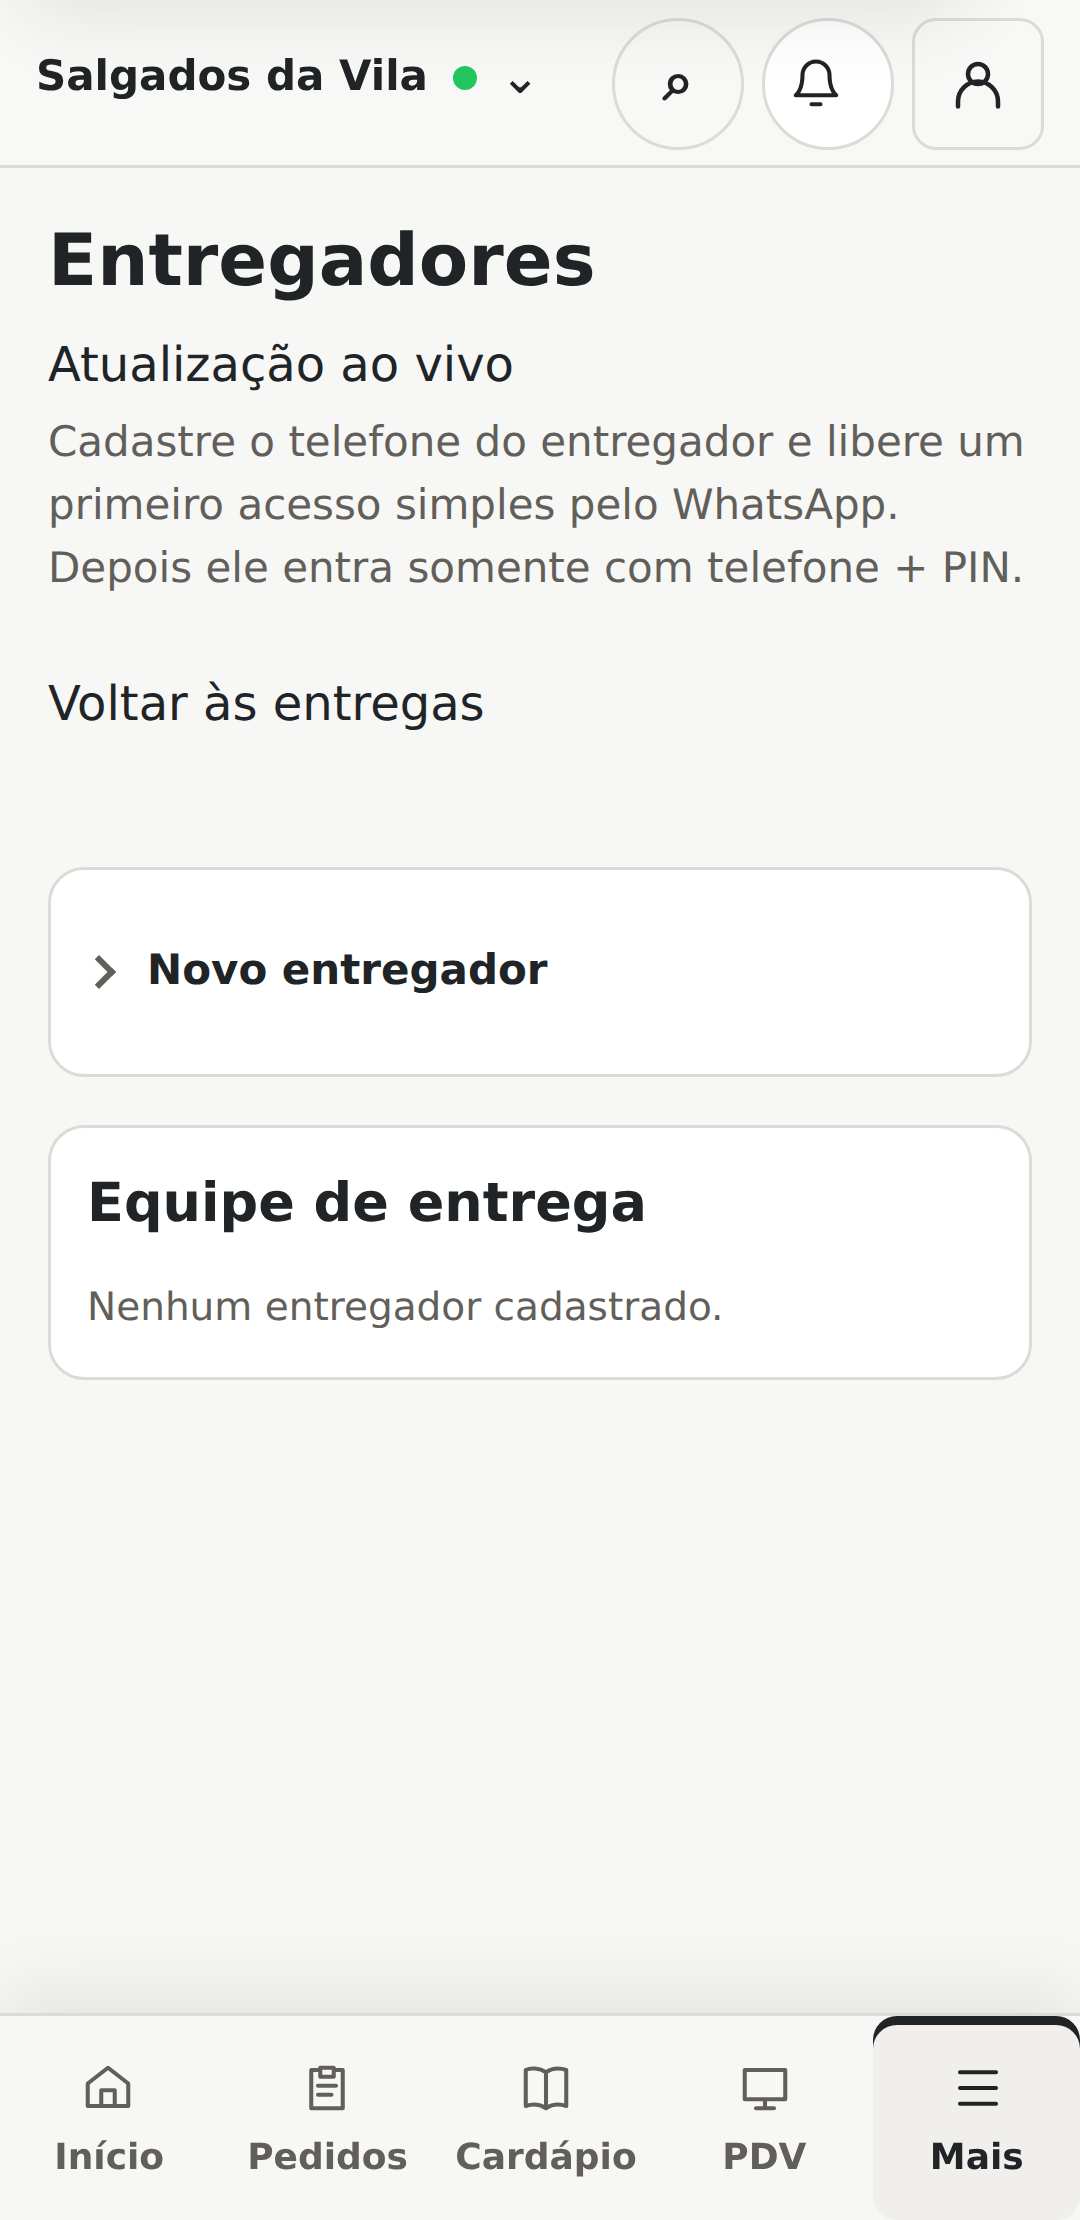 Salgados da Vila
Entregadores
Atualização ao vivo
Cadastre o telefone do entregador e libere um
primeiro acesso simples pelo WhatsApp.
Depois ele entra somente com telefone + PIN.
Voltar às entregas
Novo entregador
Equipe de entrega
Nenhum entregador cadastrado.
Início
Pedidos
Cardápio
PDV
Mais